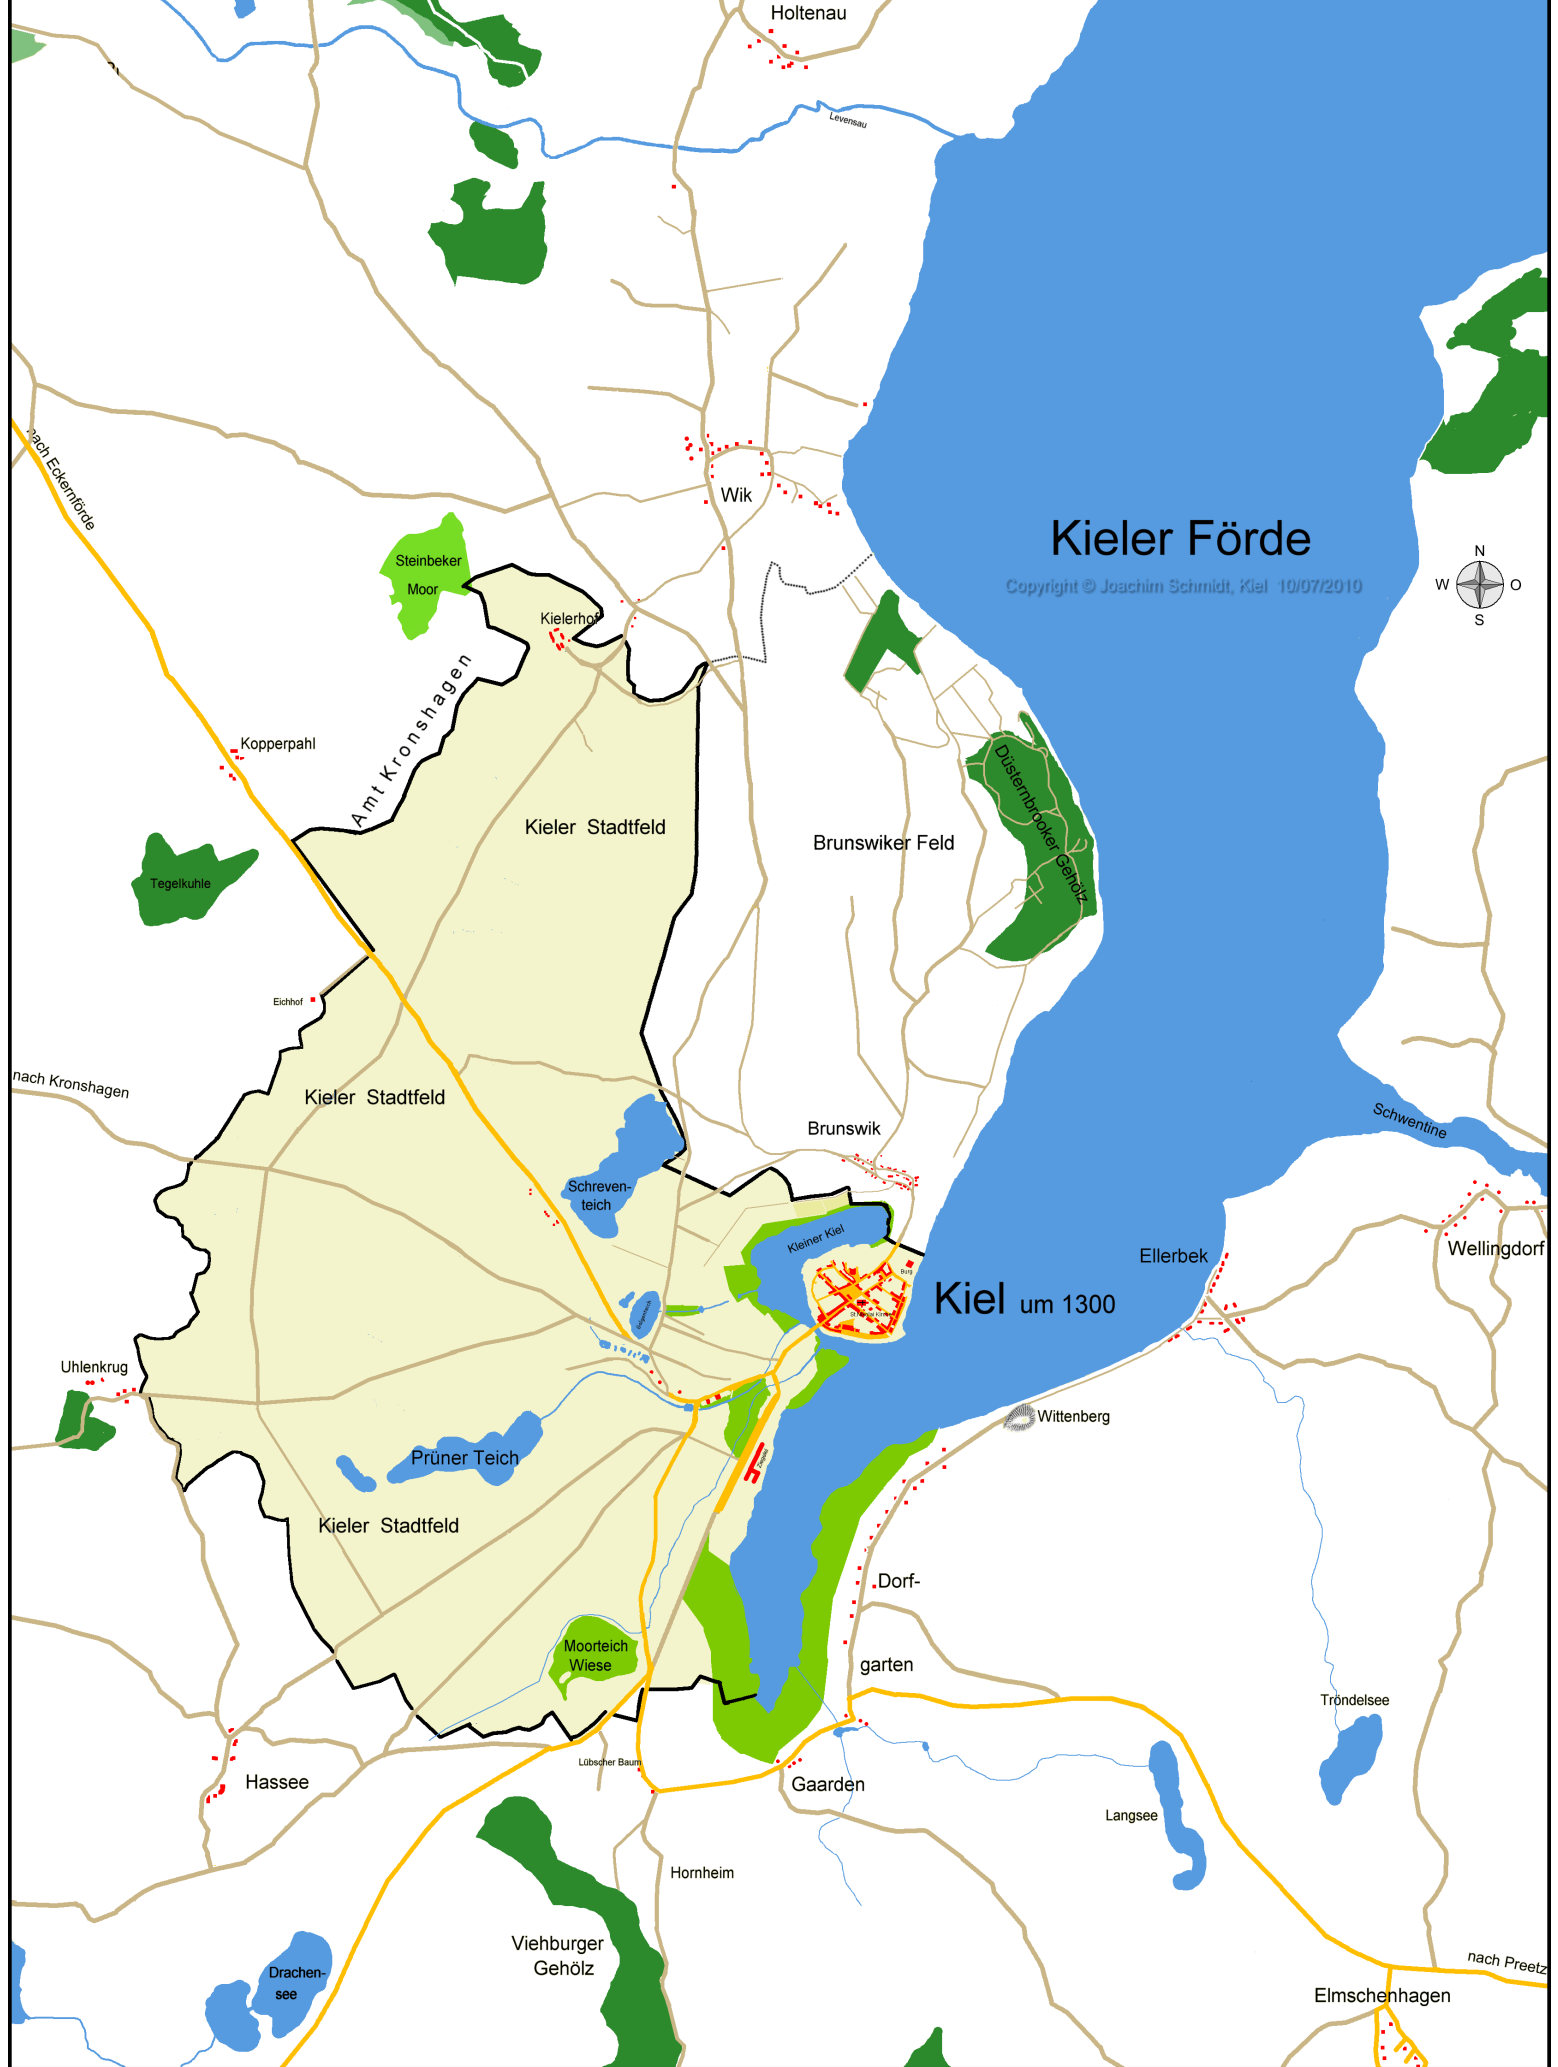 Holtenau
Levensau
nach Eckernförde
Wik
Kieler Förde
Copyright © Joachim Schmidt, Kiel 10/07/2010
N
W
O
S
Steinbeker
Moor
Kielerhof
Amt Kronshagen
Kopperpahl
Kieler Stadtfeld
Düsternbrooker Gehölz
Brunswiker Feld
Tegelkuhle
Eichhof
nach Kronshagen
Kieler Stadtfeld
Schwentine
Brunswik
Schreven-
teich
Kleiner Kiel
Ellerbek
Wellingdorf
Burg
Kiel um 1300
Uhlenkrug
Wittenberg
Prüner Teich
Ziegelei
Kieler Stadtfeld
Dorf-
Moorteich
Wiese
garten
Tröndelsee
Lübscher Baum
Hassee
Gaarden
Langsee
Hornheim
Viehburger
Gehölz
nach Preetz
Drachen-
see
Elmschenhagen